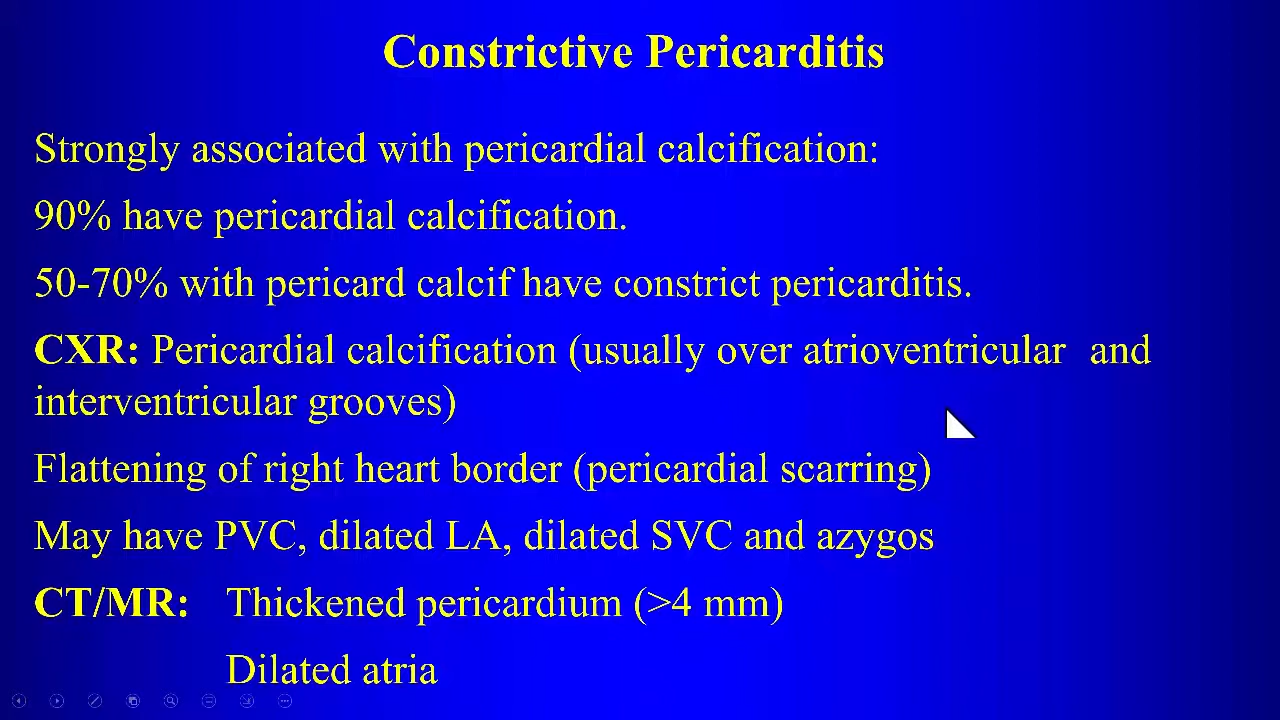 Constrictive Pericarditis
Strongly associated with pericardial calcification:
90% have pericardial calcification.
50-70% with pericard calcif have constrict pericarditis.
CXR: Pericardial calcification (usually over atrioventricular and
interventricular grooves)
Flattening of right heart border (pericardial scarring)
May have PVC, dilated LA, dilated SVC and azygos
CT/MR: Thickened pericardium (>4 mm)
Dilated atria